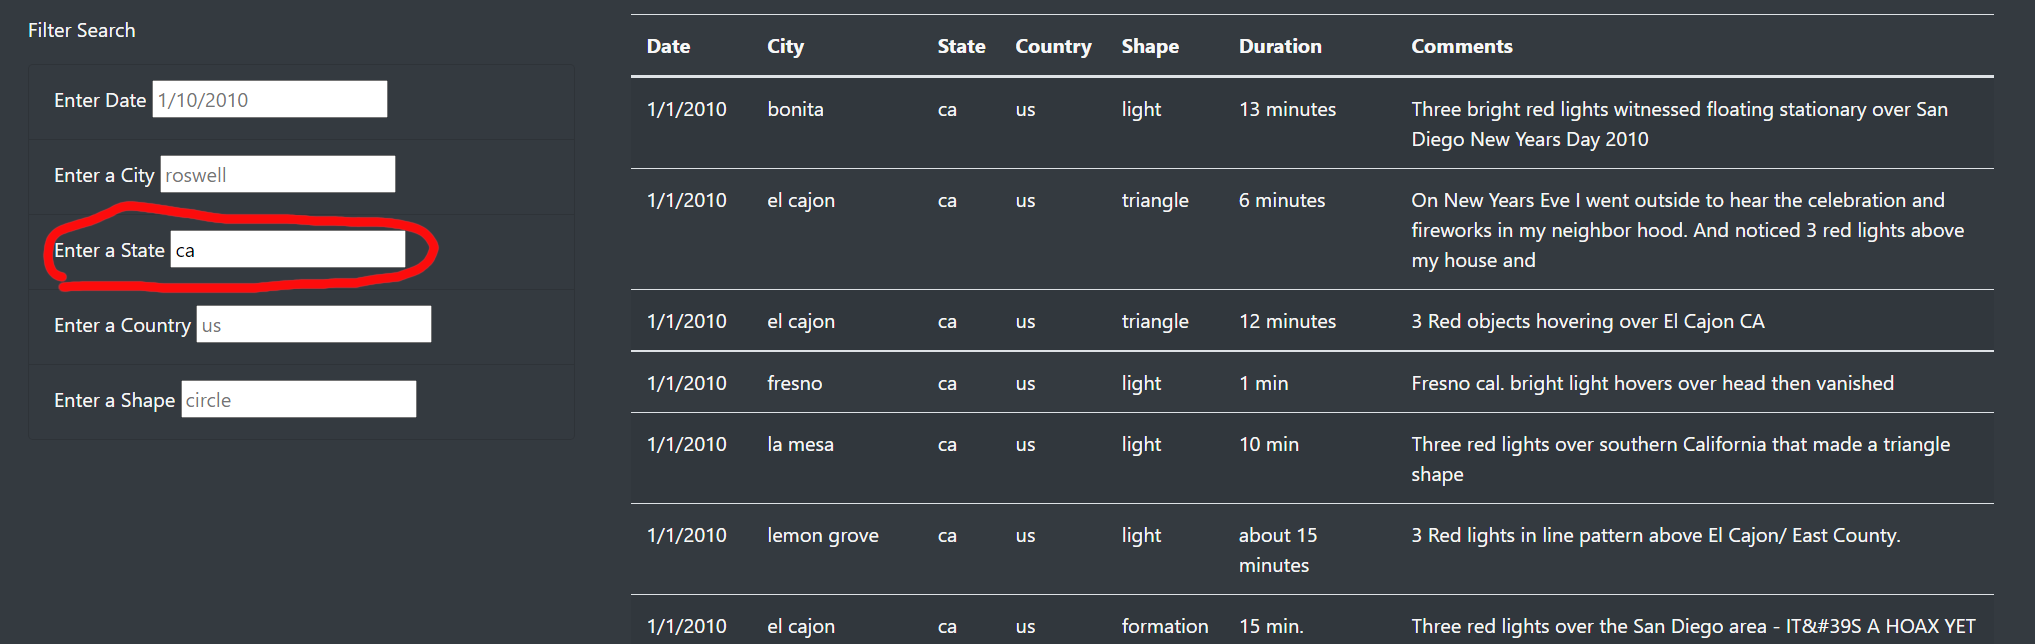 Filter Search
Enter Date 1/10/2010
Enter a City roswell
Enter a State ca
Enter a Country us
Enter a Shape circle
Date City State Country Shape Duration Comments
1/1/2010 bonita ca us light 13 minutes Three bright red lights witnessed floating stationary over San
Diego New Years Day 2010
1/1/2010 el cajon ca us triangle 6 minutes On New Years Eve I went outside to hear the celebration and
fireworks in my neighbor hood. And noticed 3 red lights above
my house and
1/1/2010 el cajon ca us triangle 12 minutes 3 Red objects hovering over El Cajon CA
1/1/2010 fresno ca us light 1 min Fresno cal. bright light hovers over head then vanished
1/1/2010 la mesa ca us light 10 min Three red lights over southern California that made a triangle
shape
1/1/2010 lemon grove ca us light about 15 3 Red lights in line pattern above El Cajon/ East County.
minutes
1/1/2010 el cajon ca us formation 15 min. Three red lights over the San Diego area - IT&#39S A HOAX YET